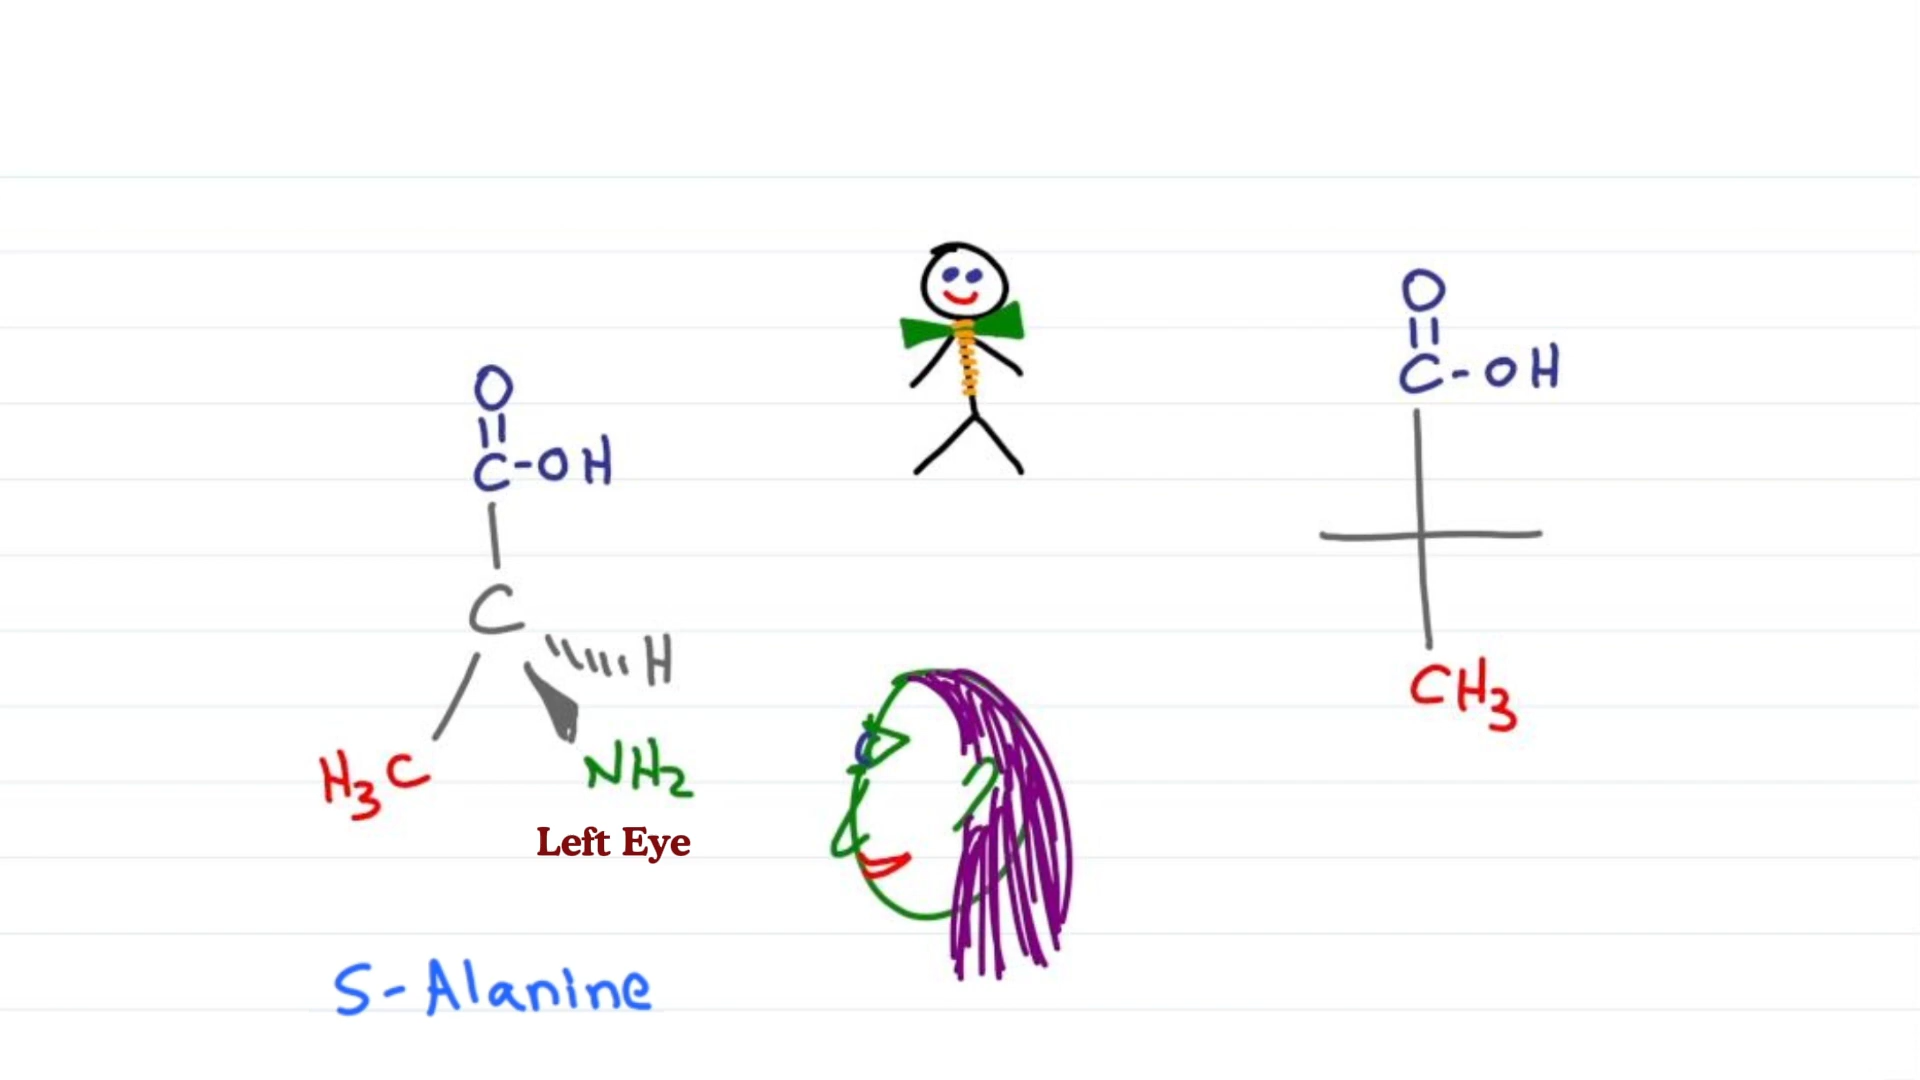 O
||
C-OH
C
H
H3C
NH2
Left Eye
S-Alanine
O
||
C-OH
CH3